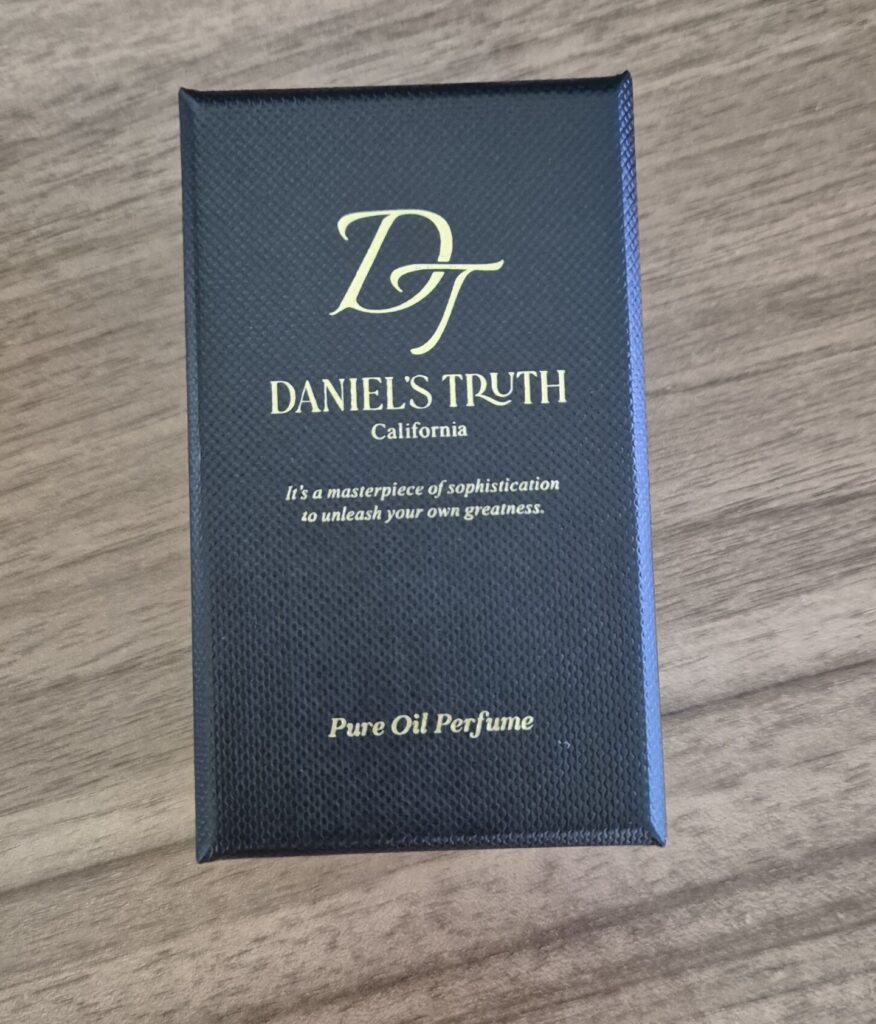 DT
DANIEL'S TRUTH
California
It's a masterpiece of sophistication
to unleash your own greatness.
Pure Oil Perfume